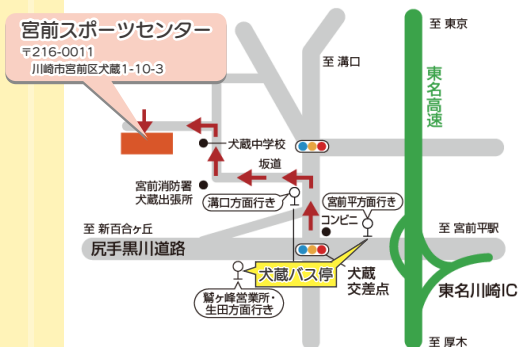 宮前スポーツセンター
〒216-0011
川崎市宮前区犬蔵1-10-3
至 東京
至 溝口
東名高速
犬蔵中学校
坂道
宮前消防署
犬蔵出張所
溝口方面行き
宮前平方面行き
コンビニ
至 新百合ヶ丘
至 宮前平駅
尻手黒川道路
犬蔵バス停
犬蔵
交差点
東名川崎IC
鷲ヶ峰営業所・
生田方面行き
至 厚木